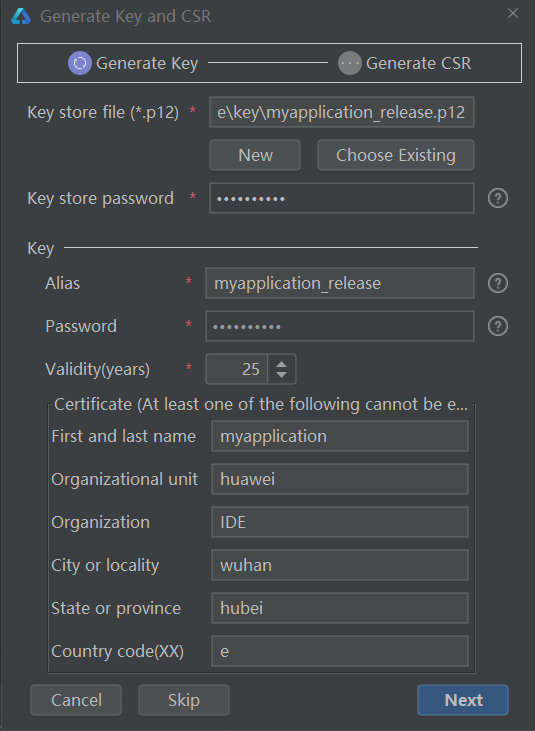 Generate Key and CSR
Generate Key Generate CSR
Key store file (*.p12) * e\key\myapplication_release.p12
New Choose Existing
Key store password * •••••••••• ?
Key
Alias * myapplication_release ?
Password * •••••••••• ?
Validity(years) * 25
Certificate (At least one of the following cannot be e...
First and last name myapplication
Organizational unit huawei
Organization IDE
City or locality wuhan
State or province hubei
Country code(XX) e
Cancel Skip Next